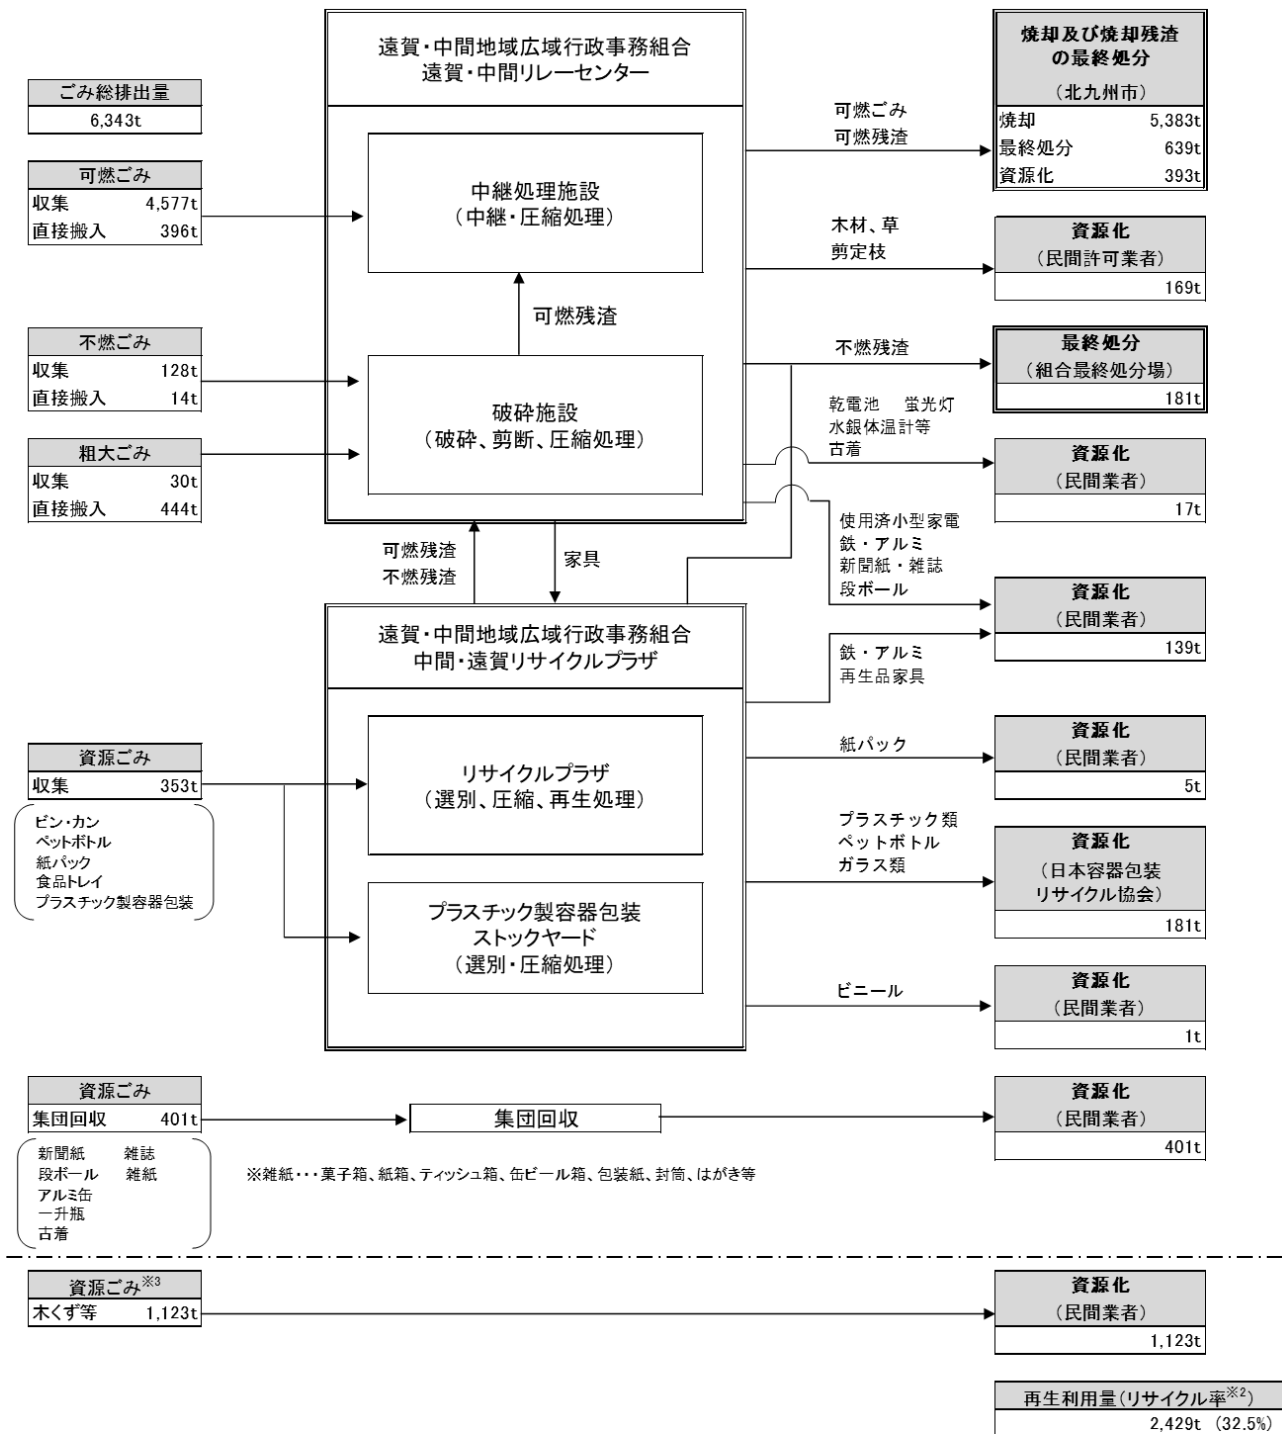 ごみ総排出量
6,343t
可燃ごみ
収集 4,577t
直接搬入 396t
不燃ごみ
収集 128t
直接搬入 14t
粗大ごみ
収集 30t
直接搬入 444t
遠賀・中間地域広域行政事務組合
遠賀・中間リレーセンター
中継処理施設
（中継・圧縮処理）
可燃残渣
破砕施設
（破砕、剪断、圧縮処理）
可燃残渣
不燃残渣
家具
遠賀・中間地域広域行政事務組合
中間・遠賀リサイクルプラザ
リサイクルプラザ
（選別、圧縮、再生処理）
プラスチック製容器包装
ストックヤード
（選別・圧縮処理）
資源ごみ
収集 353t
ビン・カン
ペットボトル
紙パック
食品トレイ
プラスチック製容器包装
可燃ごみ
可燃残渣
焼却及び焼却残渣
の最終処分
（北九州市）
焼却 5,383t
最終処分 639t
資源化 393t
木材、草
剪定枝
資源化
（民間許可業者）
169t
不燃残渣
最終処分
（組合最終処分場）
181t
乾電池 蛍光灯
水銀体温計等
古着
資源化
（民間業者）
17t
使用済小型家電
鉄・アルミ
新聞紙・雑誌
段ボール
資源化
（民間業者）
139t
鉄・アルミ
再生品家具
紙パック
資源化
（民間業者）
5t
プラスチック類
ペットボトル
ガラス類
資源化
（日本容器包装
リサイクル協会）
181t
ビニール
資源化
（民間業者）
1t
資源ごみ
集団回収 401t
新聞紙 雑誌
段ボール 雑紙
アルミ缶
一升瓶
古着
集団回収
資源化
（民間業者）
401t
※雑紙・・・菓子箱、紙箱、ティッシュ箱、缶ビール箱、包装紙、封筒、はがき等
資源ごみ※3
木くず等 1,123t
資源化
（民間業者）
1,123t
再生利用量（リサイクル率※2）
2,429t （32.5%）